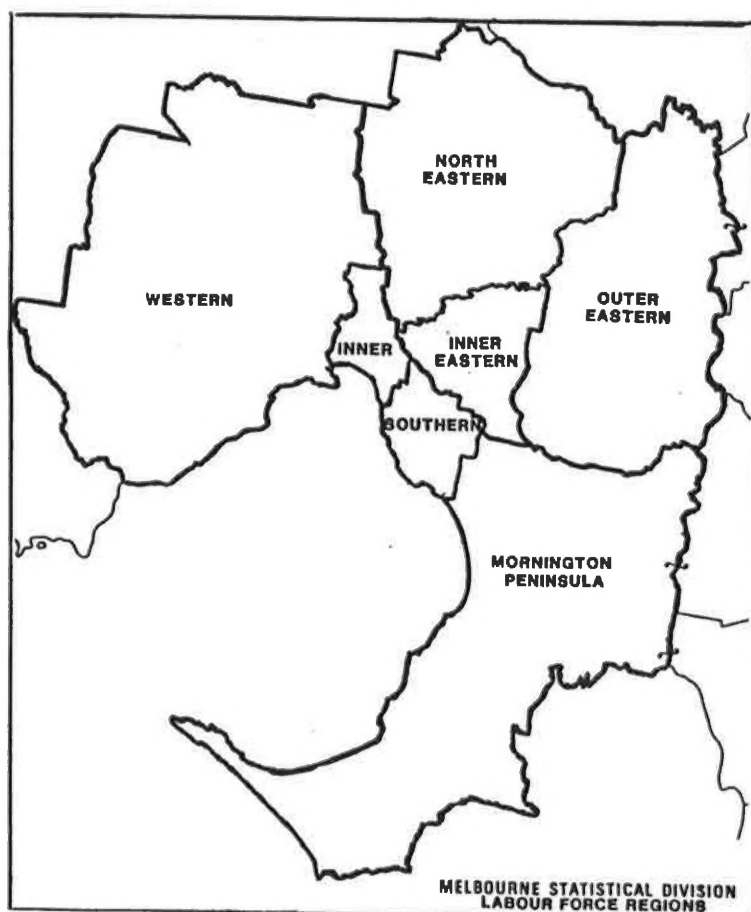 NORTH
EASTERN
WESTERN
OUTER
EASTERN
INNER
INNER
EASTERN
SOUTHERN
MORNINGTON
PENINSULA
MELBOURNE STATISTICAL DIVISION
LABOUR FORCE REGIONS